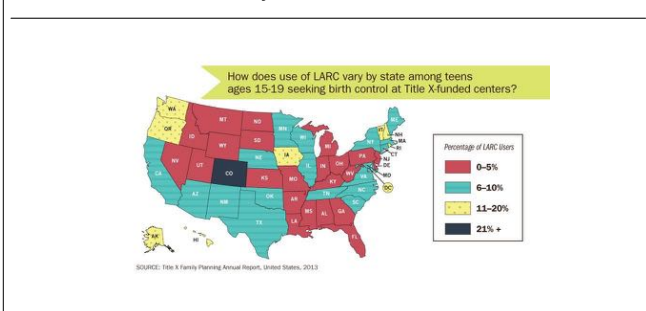 How does use of LARC vary by state among teens
ages 15-19 seeking birth control at Title X-funded centers?
WA
MT
ND
MN
ME
OR
ID
SD
WI
MI
VT
NH
NY
MA
RI
CT
WY
IA
PA
NJ
DE
MD
NV
UT
CO
NE
IL
IN
OH
WV
VA
DC
CA
KS
MO
KY
NC
AZ
NM
OK
AR
TN
SC
TX
LA
MS
AL
GA
FL
AK
HI
Percentage of LARC Users
0–5%
6–10%
11–20%
21% +
SOURCE: Title X Family Planning Annual Report, United States, 2013